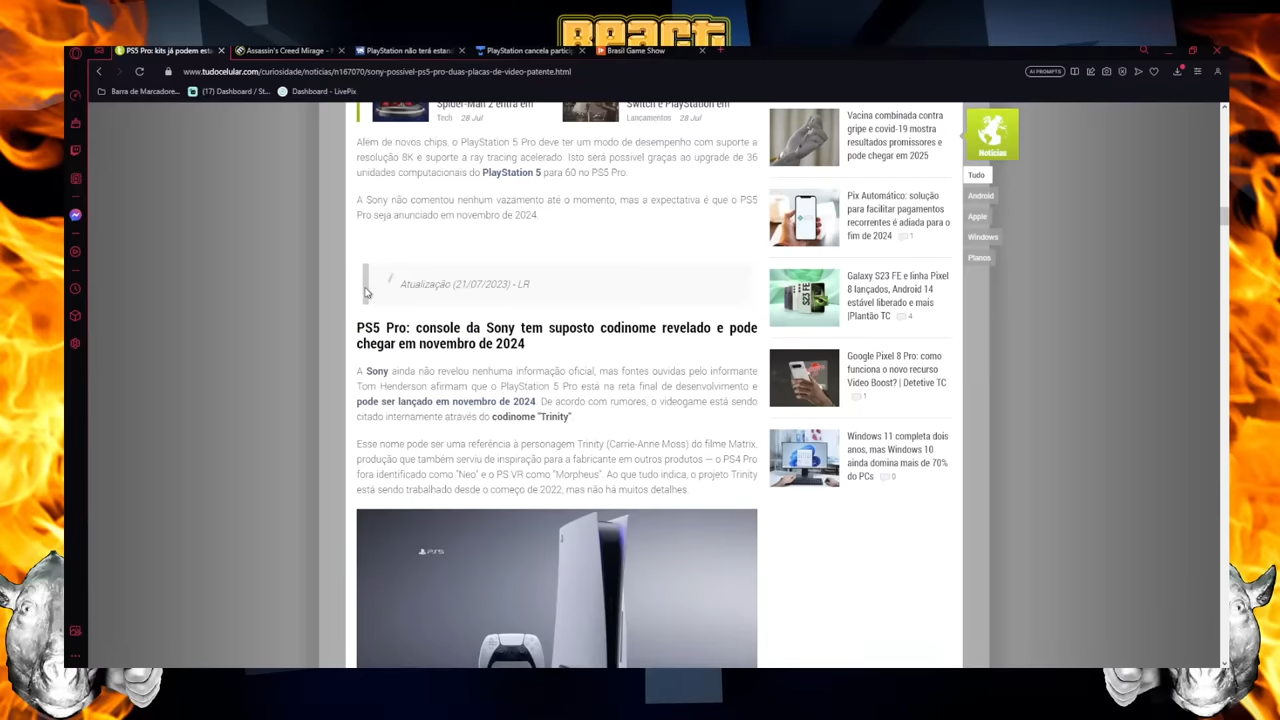 React
PS5 Pro: kits já podem esta
Assassin's Creed Mirage -
PlayStation não terá estand
PlayStation cancela particip
Brasil Game Show
www.tudocelular.com/curiosidade/noticias/n167070/sony-possivel-ps5-pro-duas-placas-de-video-patente.html
AI PROMPTS
Barra de Marcadore...
(17) Dashboard / St...
Dashboard - LivePix
Spider-Man 2 entra em
Tech 28 Jul
Switch e PlayStation em
Lançamentos 28 Jul
Além de novos chips, o PlayStation 5 Pro deve ter um modo de desempenho com suporte a
resolução 8K e suporte a ray tracing acelerado. Isto será possível graças ao upgrade de 36
unidades computacionais do PlayStation 5 para 60 no PS5 Pro.
A Sony não comentou nenhum vazamento até o momento, mas a expectativa é que o PS5
Pro seja anunciado em novembro de 2024.
Atualização (21/07/2023) - LR
PS5 Pro: console da Sony tem suposto codinome revelado e pode
chegar em novembro de 2024
A Sony ainda não revelou nenhuma informação oficial, mas fontes ouvidas pelo informante
Tom Henderson afirmam que o PlayStation 5 Pro está na reta final de desenvolvimento e
pode ser lançado em novembro de 2024. De acordo com rumores, o videogame está sendo
citado internamente através do codinome "Trinity"
Esse nome pode ser uma referência à personagem Trinity (Carrie-Anne Moss) do filme Matrix,
produção que também serviu de inspiração para a fabricante em outros produtos — o PS4 Pro
fora identificado como "Neo" e o PS VR como "Morpheus". Ao que tudo indica, o projeto Trinity
está sendo trabalhado desde o começo de 2022, mas não há muitos detalhes.
PS5
Vacina combinada contra
gripe e covid-19 mostra
resultados promissores e
pode chegar em 2025
Pix Automático: solução
para facilitar pagamentos
recorrentes é adiada para o
fim de 2024 1
Galaxy S23 FE e linha Pixel
8 lançados, Android 14
estável liberado e mais
|Plantão TC 4
Google Pixel 8 Pro: como
funciona o novo recurso
Video Boost? | Detetive TC
1
Windows 11 completa dois
anos, mas Windows 10
ainda domina mais de 70%
do PCs 0
Notícias
Tudo
Android
Apple
Windows
Planos